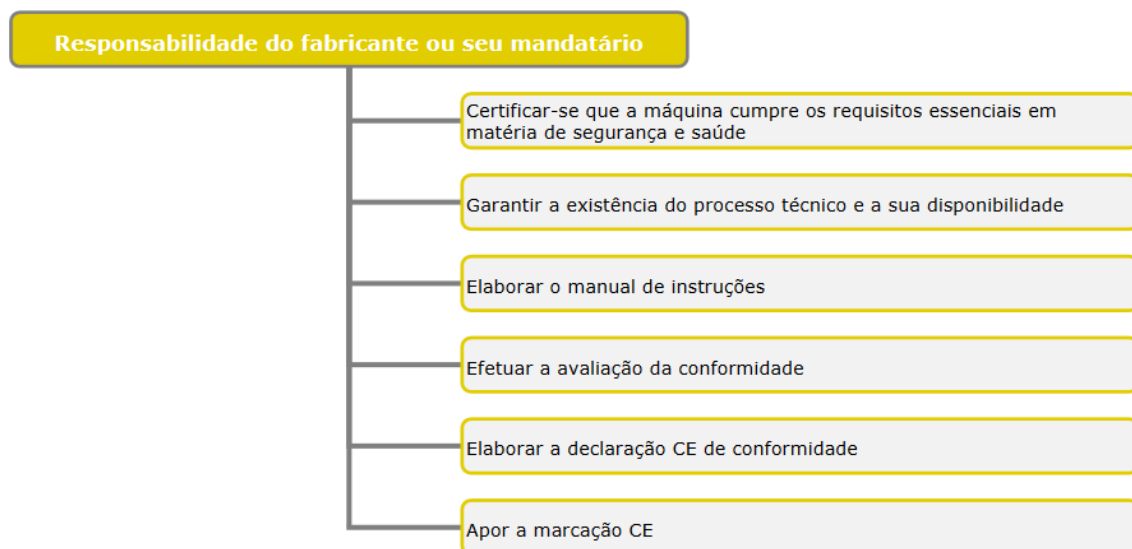 Responsabilidade do fabricante ou seu mandatário
Certificar-se que a máquina cumpre os requisitos essenciais em
matéria de segurança e saúde
Garantir a existência do processo técnico e a sua disponibilidade
Elaborar o manual de instruções
Efetuar a avaliação da conformidade
Elaborar a declaração CE de conformidade
Apor a marcação CE